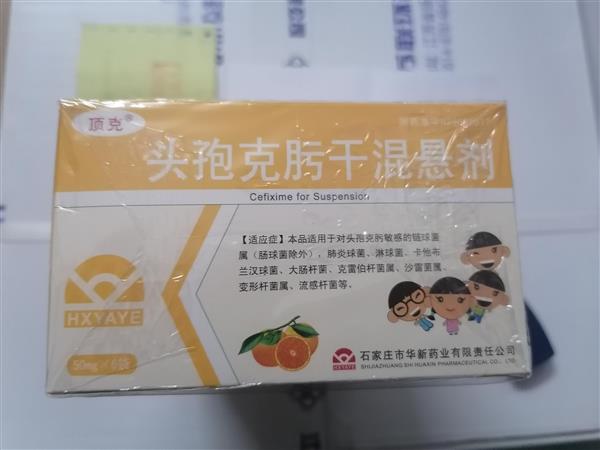 顶克®
头孢克肟干混悬剂
Cefixime for Suspension
【适应症】本品适用于对头孢克肟敏感的链球菌
属（肠球菌除外），肺炎球菌、淋球菌、卡他布
兰汉球菌、大肠杆菌、克雷伯杆菌属、沙雷菌属、
变形杆菌属、流感杆菌等。
HXYAYE
50mg×6袋
HXYAYE
石家庄市华新药业有限责任公司
SHIJIAZHUANG SHI HUAXIN PHARMACEUTICAL CO., LTD.